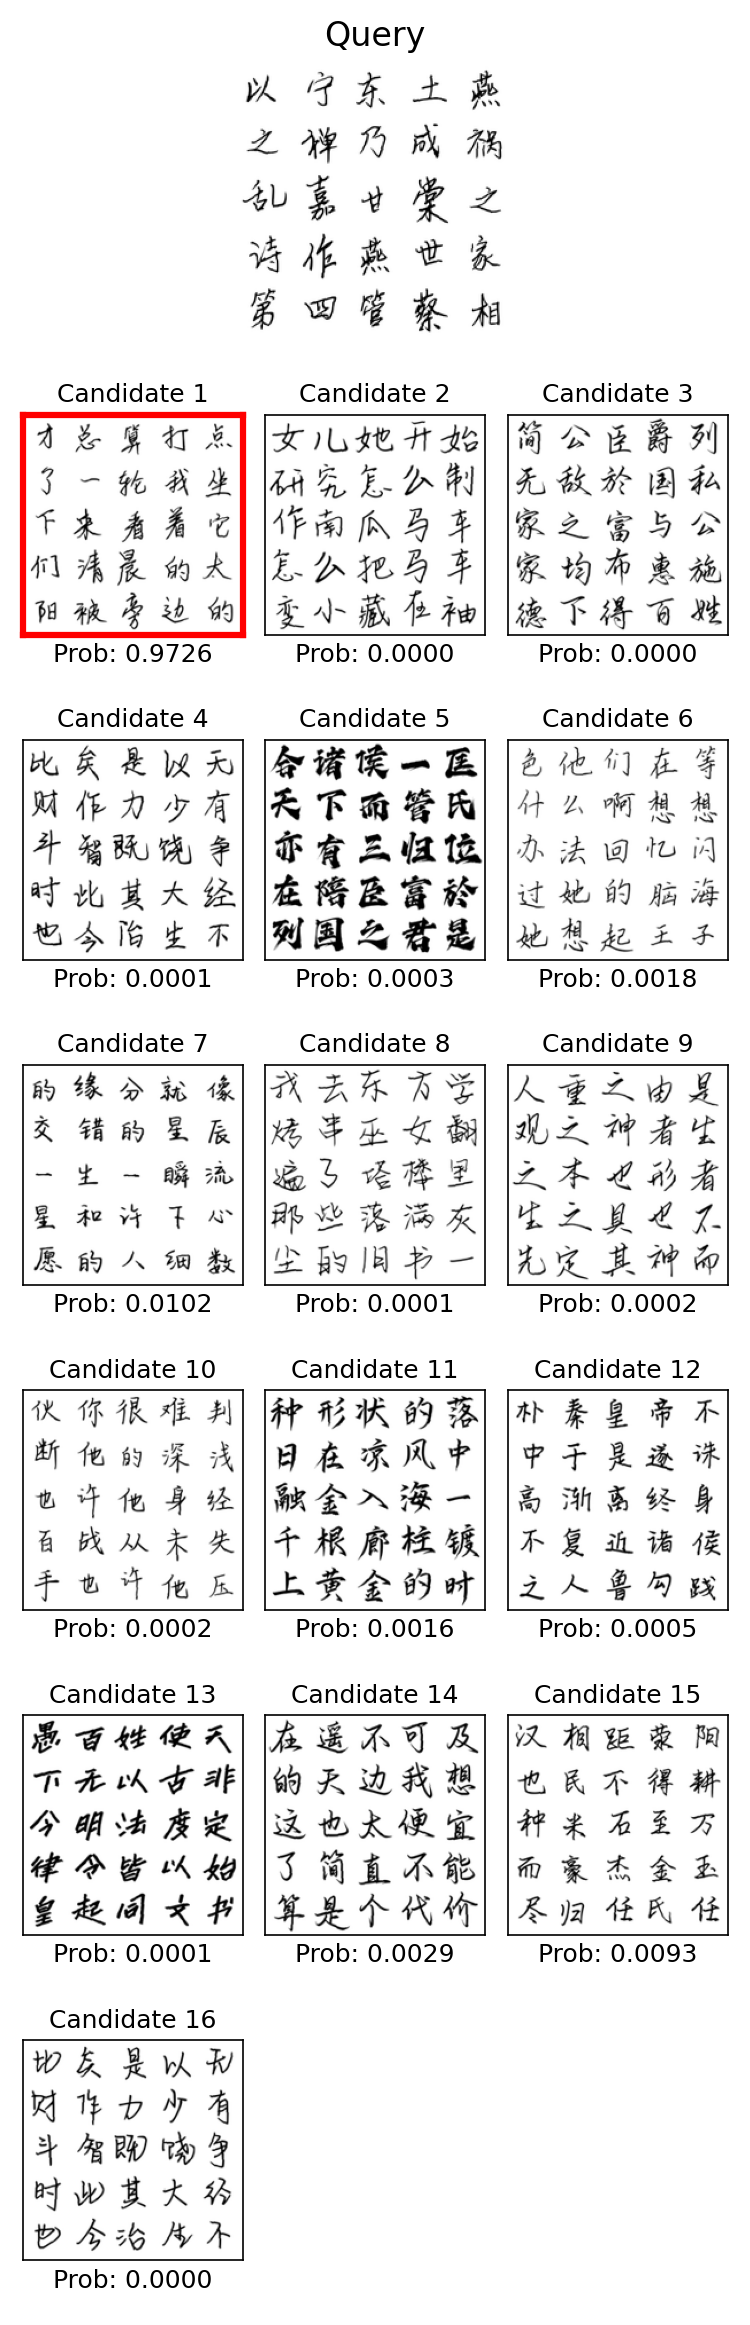 Query
以宁东土燕
之禅乃成祸
乱嘉甘棠之
诗作燕世家
第四管蔡相
Candidate 1
才总算打点
了一轮我坐
下来看着它
们清晨的太
阳被旁边的
Prob: 0.9726
Candidate 2
女儿她开始
研究怎么制
作南瓜马车
怎么把马车
变小藏在袖
Prob: 0.0000
Candidate 3
简公臣爵列
无敌於国私
家之富与公
家均布惠施
德下得百姓
Prob: 0.0000
Candidate 4
比矣是以无
财作力少有
斗智既饶争
时此其大经
也今治生不
Prob: 0.0001
Candidate 5
合诸侯一匡
天下而管氏
亦有三归位
在陪臣富於
列国之君是
Prob: 0.0003
Candidate 6
色他们在等
什么啊想想
办法回忆闪
过她的脑海
她想起王子
Prob: 0.0018
Candidate 7
的缘分就像
交错的星辰
一生一瞬流
星和许下心
愿的人细数
Prob: 0.0102
Candidate 8
我去东方学
烤串巫女翻
遍了塔楼里
那些落满灰
尘的旧书一
Prob: 0.0001
Candidate 9
人重之由是
观之神者生
之本也形者
生之具也不
先定其神而
Prob: 0.0002
Candidate 10
伙你很难判
断他的深浅
也许他身经
百战从未失
手也许他压
Prob: 0.0002
Candidate 11
种形状的落
日在凉风中
融金入海一
千根廊柱镀
上黄金的时
Prob: 0.0016
Candidate 12
朴秦皇帝不
中于是遂诛
高渐离终身
不复近诸侯
之人鲁勾践
Prob: 0.0005
Candidate 13
愚百姓使天
下无以古非
今明法度定
律令皆以始
皇起同文书
Prob: 0.0001
Candidate 14
在遥不可及
的天边我想
这也太便宜
了简直不能
算是个代价
Prob: 0.0029
Candidate 15
汉相距荥阳
也民不得耕
种米石至万
而豪杰金玉
尽归任氏任
Prob: 0.0093
Candidate 16
比矣是以无
财作力少有
斗智既饶争
时此其大经
也今治生不
Prob: 0.0000